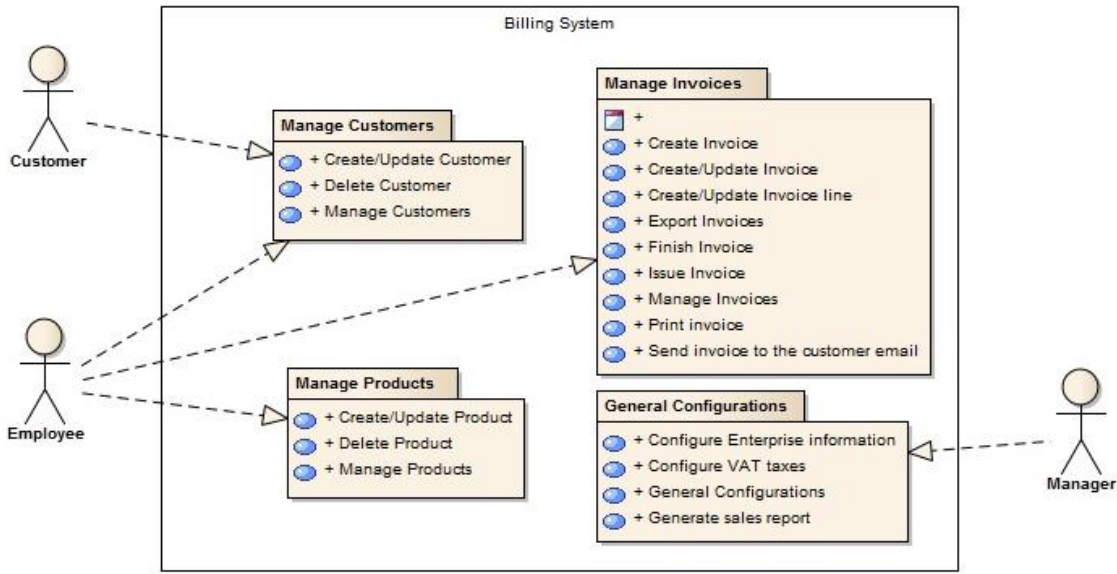 Billing System
Customer
Manage Customers
+ Create/Update Customer
+ Delete Customer
+ Manage Customers
Manage Invoices
+
+ Create Invoice
+ Create/Update Invoice
+ Create/Update Invoice line
+ Export Invoices
+ Finish Invoice
+ Issue Invoice
+ Manage Invoices
+ Print invoice
+ Send invoice to the customer email
Employee
Manage Products
+ Create/Update Product
+ Delete Product
+ Manage Products
General Configurations
+ Configure Enterprise information
+ Configure VAT taxes
+ General Configurations
+ Generate sales report
Manager